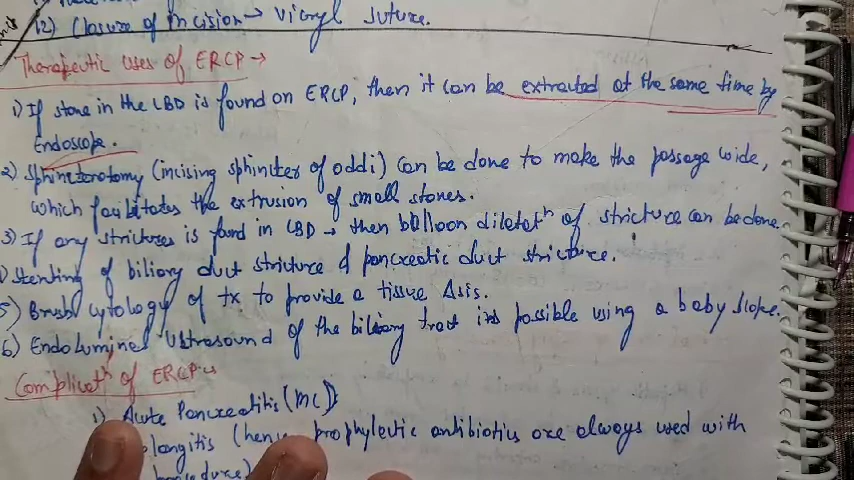 12) Closure of incision → Vicryl suture.
Therapeutic uses of ERCP →
1) If stone in the CBD is found on ERCP, then it can be extracted at the same time by
Endoscope.
2) Sphincterotomy (incising sphincter of oddi) can be done to make the passage wide,
which facilitates the extrusion of small stones.
3) If any strictures is found in CBD → then balloon dilatatn of stricture can be done.
) Stenting of biliary duct stricture & pancreatic duct stricture.
5) Brush cytology of tx to provide a tissue Δsis.
6) Endoluminal Ultrasound of the biliary tract is possible using a baby scope.
Complicatn of ERCP:
1) Acute Pancreatitis (MC)
langitis (hence prophylactic antibiotics are always used with
procedure)